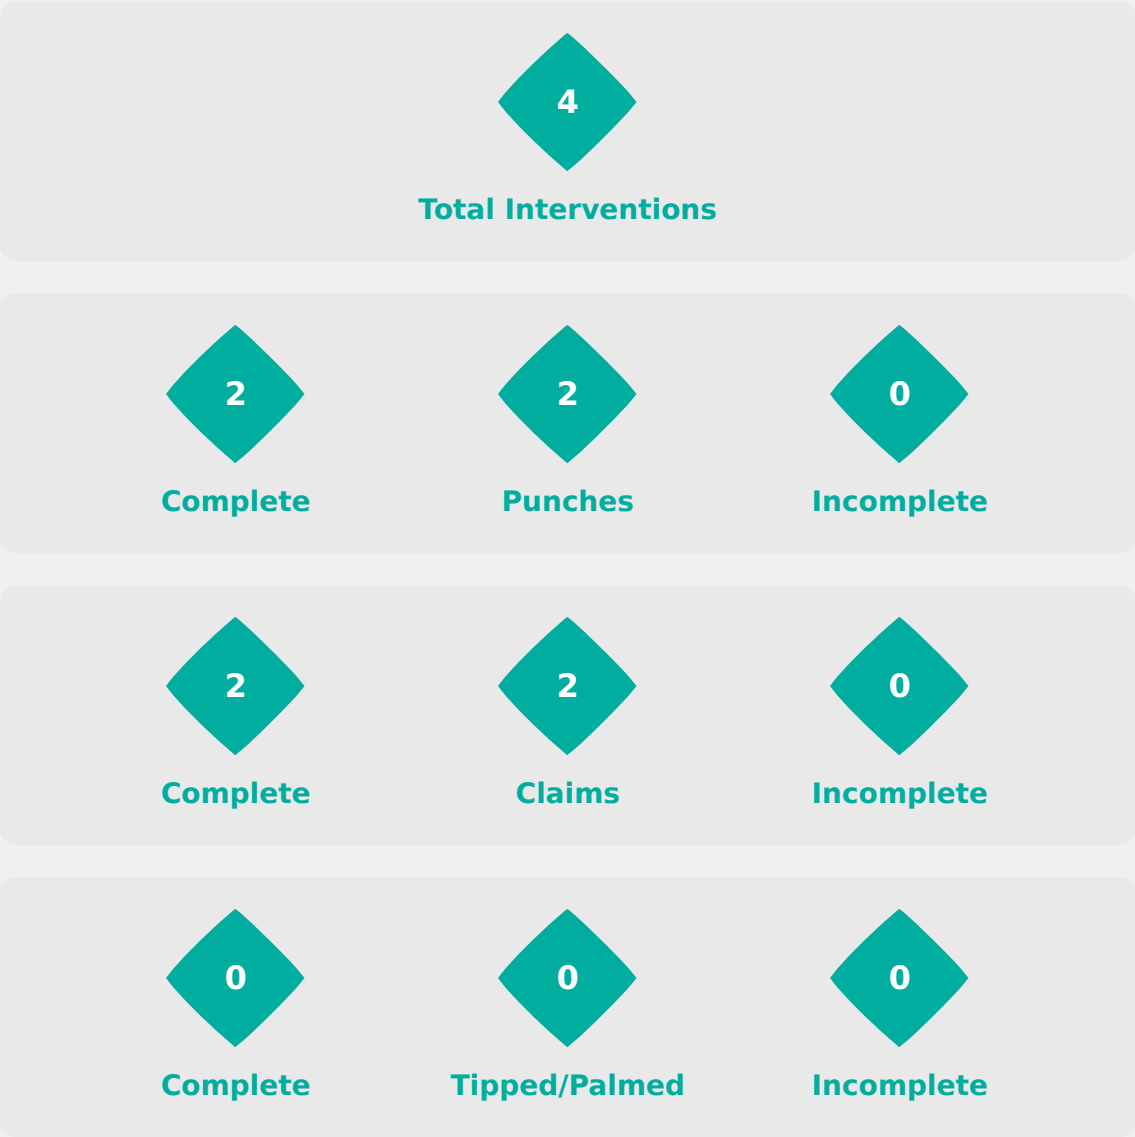 4
Total Interventions
2 2 0
Complete Punches Incomplete
2 2 0
Complete Claims Incomplete
0 0 0
Complete Tipped/Palmed Incomplete